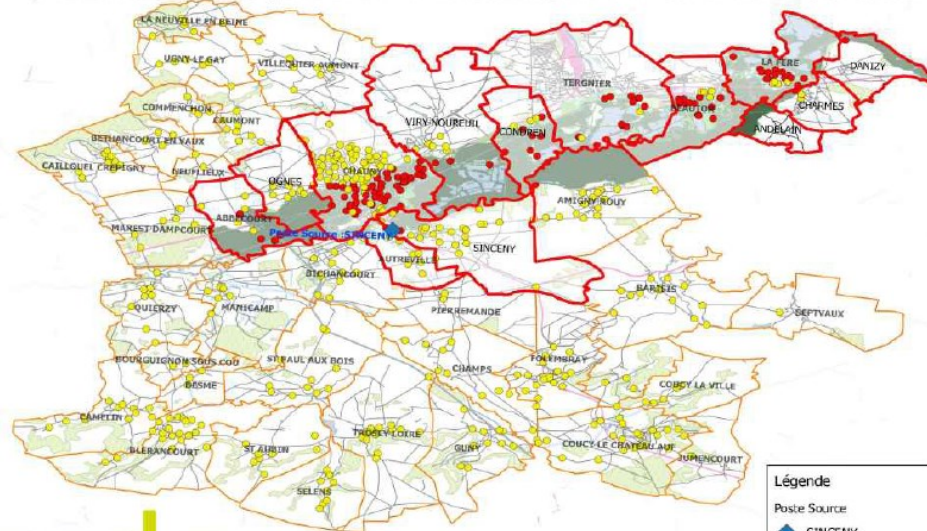 LA NEUVILLE EN BEINE
UGNY LE GAY
VILLEQUIER AUMONT
LA FERE
DANIZY
TERGNIER
COMMENCHON
CAUMONT
BEAUTOR
CHARMES
VIRY-NOUREUIL
CONDREN
ANDELAIN
BETHANCOURT EN VAUX
CAILLOUEL CREPIGNY
NEUFLIEUX
OGNES
CHAUNY
AMIGNY ROUY
ABBECOURT
MAREST DAMPCOURT
Poste Source :SINCENY
SINCENY
AUTREVILLE
BICHANCOURT
BARISIS
QUIERZY
MANICAMP
PIERREMANDE
SEPTVAUX
BOURGUIGNON SOUS COU
ST PAUL AUX BOIS
FOLEMBRAY
CHAMPS
BESME
COUCY LA VILLE
CAMELIN
TROSLY LOIRE
BLERANCOURT
ST AUBIN
GUNY
COUCY LE CHATEAU AUF
JUMENCOURT
SELENS
Légende
Poste Source
SINCENY